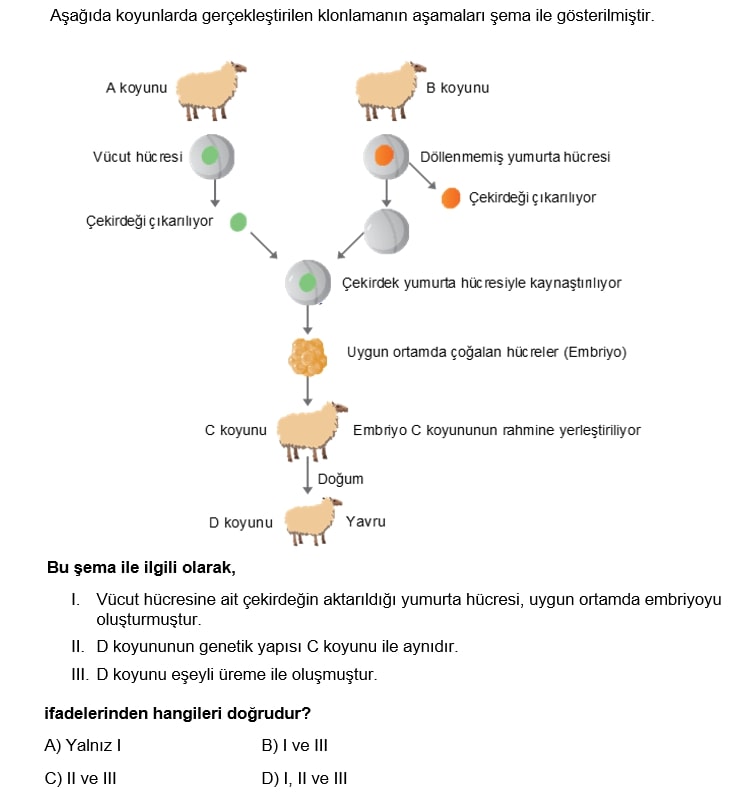 Aşağıda koyunlarda gerçekleştirilen klonlamanın aşamaları şema ile gösterilmiştir.
A koyunu
B koyunu
Vücut hücresi
Döllenmemiş yumurta hücresi
Çekirdeği çıkarılıyor
Çekirdeği çıkarılıyor
Çekirdek yumurta hücresiyle kaynaştırılıyor
Uygun ortamda çoğalan hücreler (Embriyo)
C koyunu
Embriyo C koyununun rahmine yerleştiriliyor
Doğum
D koyunu
Yavru
Bu şema ile ilgili olarak,
I. Vücut hücresine ait çekirdeğin aktarıldığı yumurta hücresi, uygun ortamda embriyoyu
oluşturmuştur.
II. D koyununun genetik yapısı C koyunu ile aynıdır.
III. D koyunu eşeyli üreme ile oluşmuştur.
ifadelerinden hangileri doğrudur?
A) Yalnız I
B) I ve III
C) II ve III
D) I, II ve III